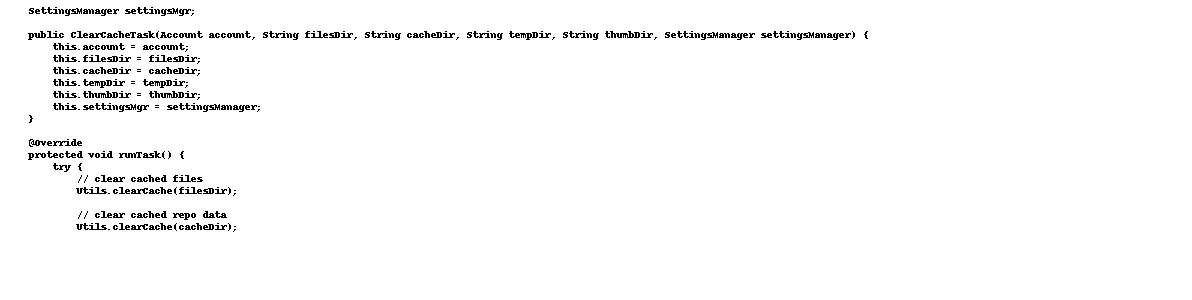 SettingsManager settingsMgr;
public ClearCacheTask(Account account, String filesDir, String cacheDir, String tempDir, String thumbDir, SettingsManager settingsManager) {
this.account = account;
this.filesDir = filesDir;
this.cacheDir = cacheDir;
this.tempDir = tempDir;
this.thumbDir = thumbDir;
this.settingsMgr = settingsManager;
}
@Override
protected void runTask() {
try {
// clear cached files
Utils.clearCache(filesDir);
// clear cached repo data
Utils.clearCache(cacheDir);